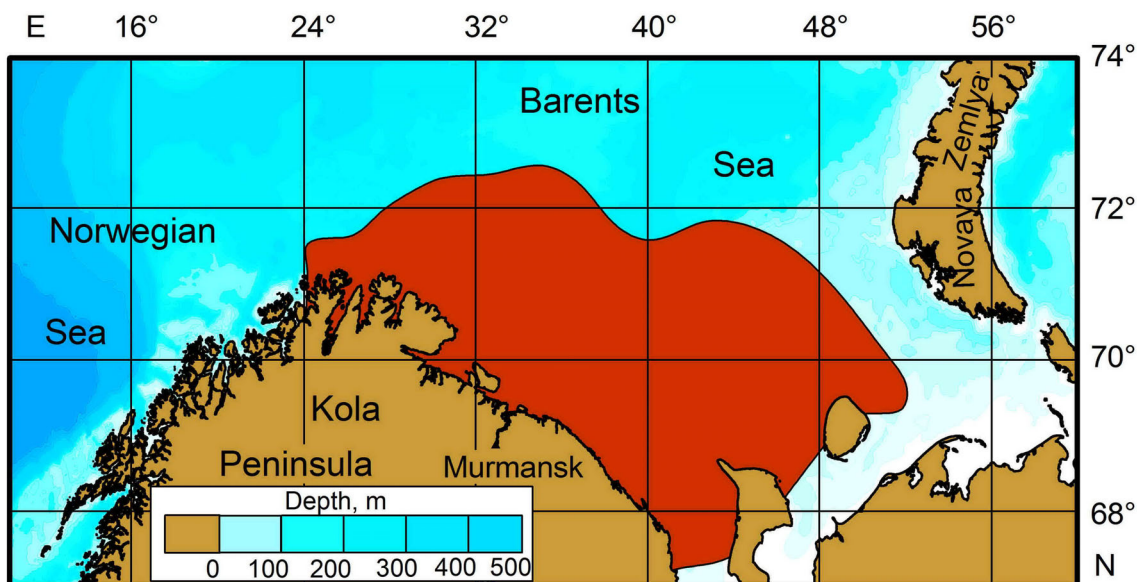 E 16° 24° 32° 40° 48° 56°
74°
Barents
Sea
Novaya Zemlya
72°
Norwegian
Sea
70°
Kola
Peninsula
Murmansk
Depth, m
68°
0 100 200 300 400 500
N